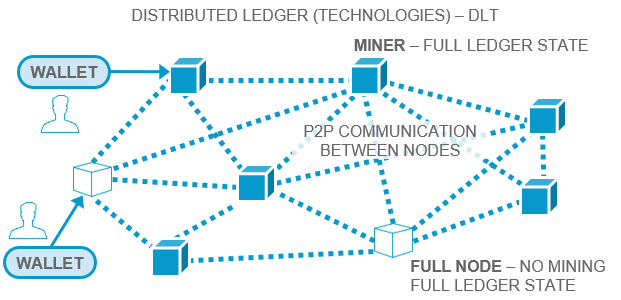 DISTRIBUTED LEDGER (TECHNOLOGIES) – DLT
MINER – FULL LEDGER STATE
WALLET
P2P COMMUNICATION
BETWEEN NODES
WALLET
FULL NODE – NO MINING
FULL LEDGER STATE